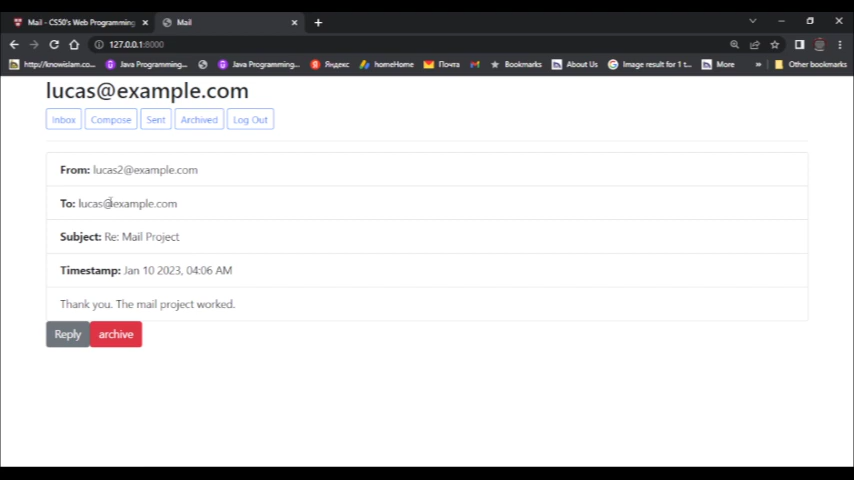 Mail - CS50's Web Programming
Mail
127.0.0.1:8000
http://knowislam.co...
Java Programming...
Java Programming...
Яндекс
homeHome
Почта
Bookmarks
About Us
Image result for 1 t...
More
»
Other bookmarks
lucas@example.com
Inbox
Compose
Sent
Archived
Log Out
From: lucas2@example.com
To: lucas@example.com
Subject: Re: Mail Project
Timestamp: Jan 10 2023, 04:06 AM
Thank you. The mail project worked.
Reply
archive